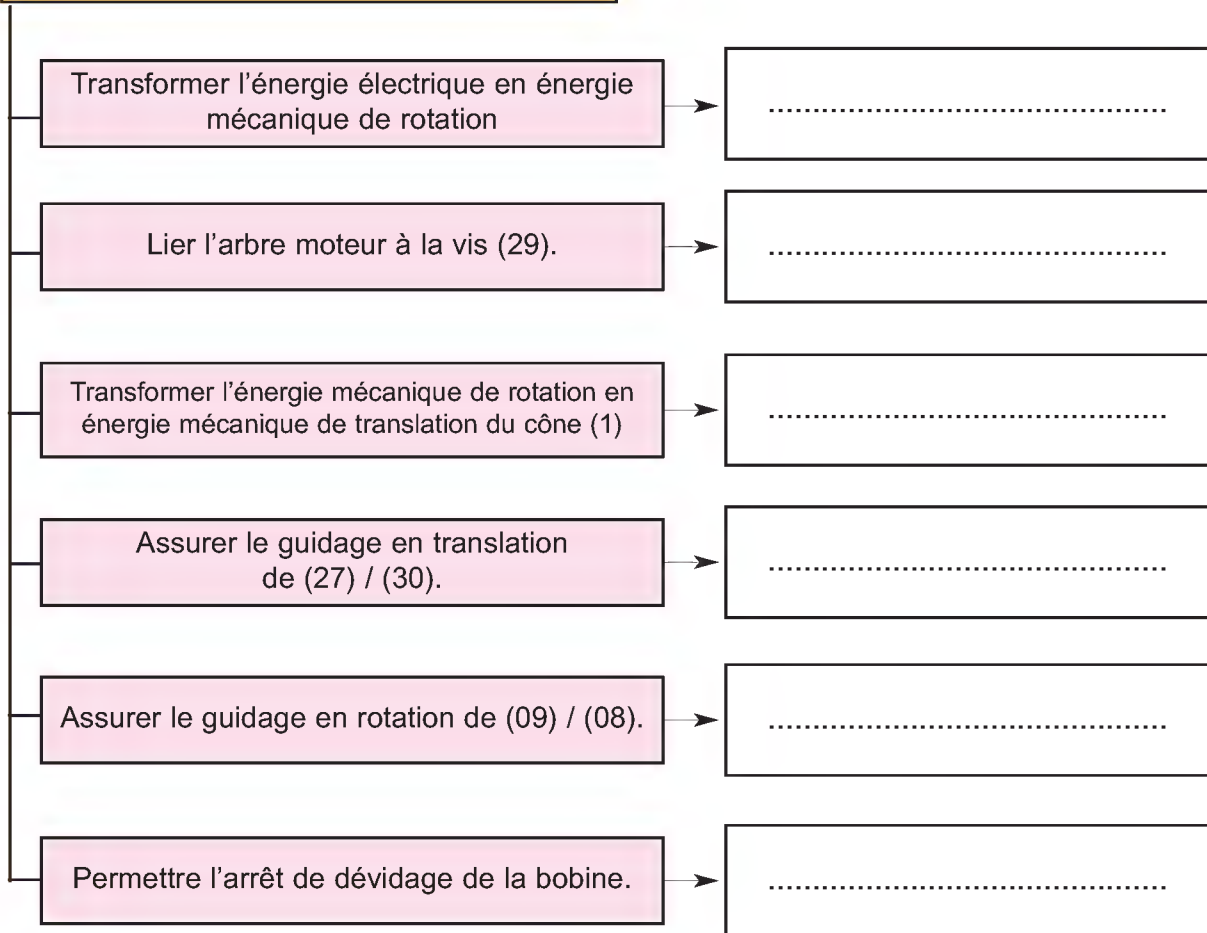 Transformer l'énergie électrique en énergie
mécanique de rotation
............................................
Lier l'arbre moteur à la vis (29).
............................................
Transformer l'énergie mécanique de rotation en
énergie mécanique de translation du cône (1)
............................................
Assurer le guidage en translation
de (27) / (30).
............................................
Assurer le guidage en rotation de (09) / (08).
............................................
Permettre l'arrêt de dévidage de la bobine.
............................................